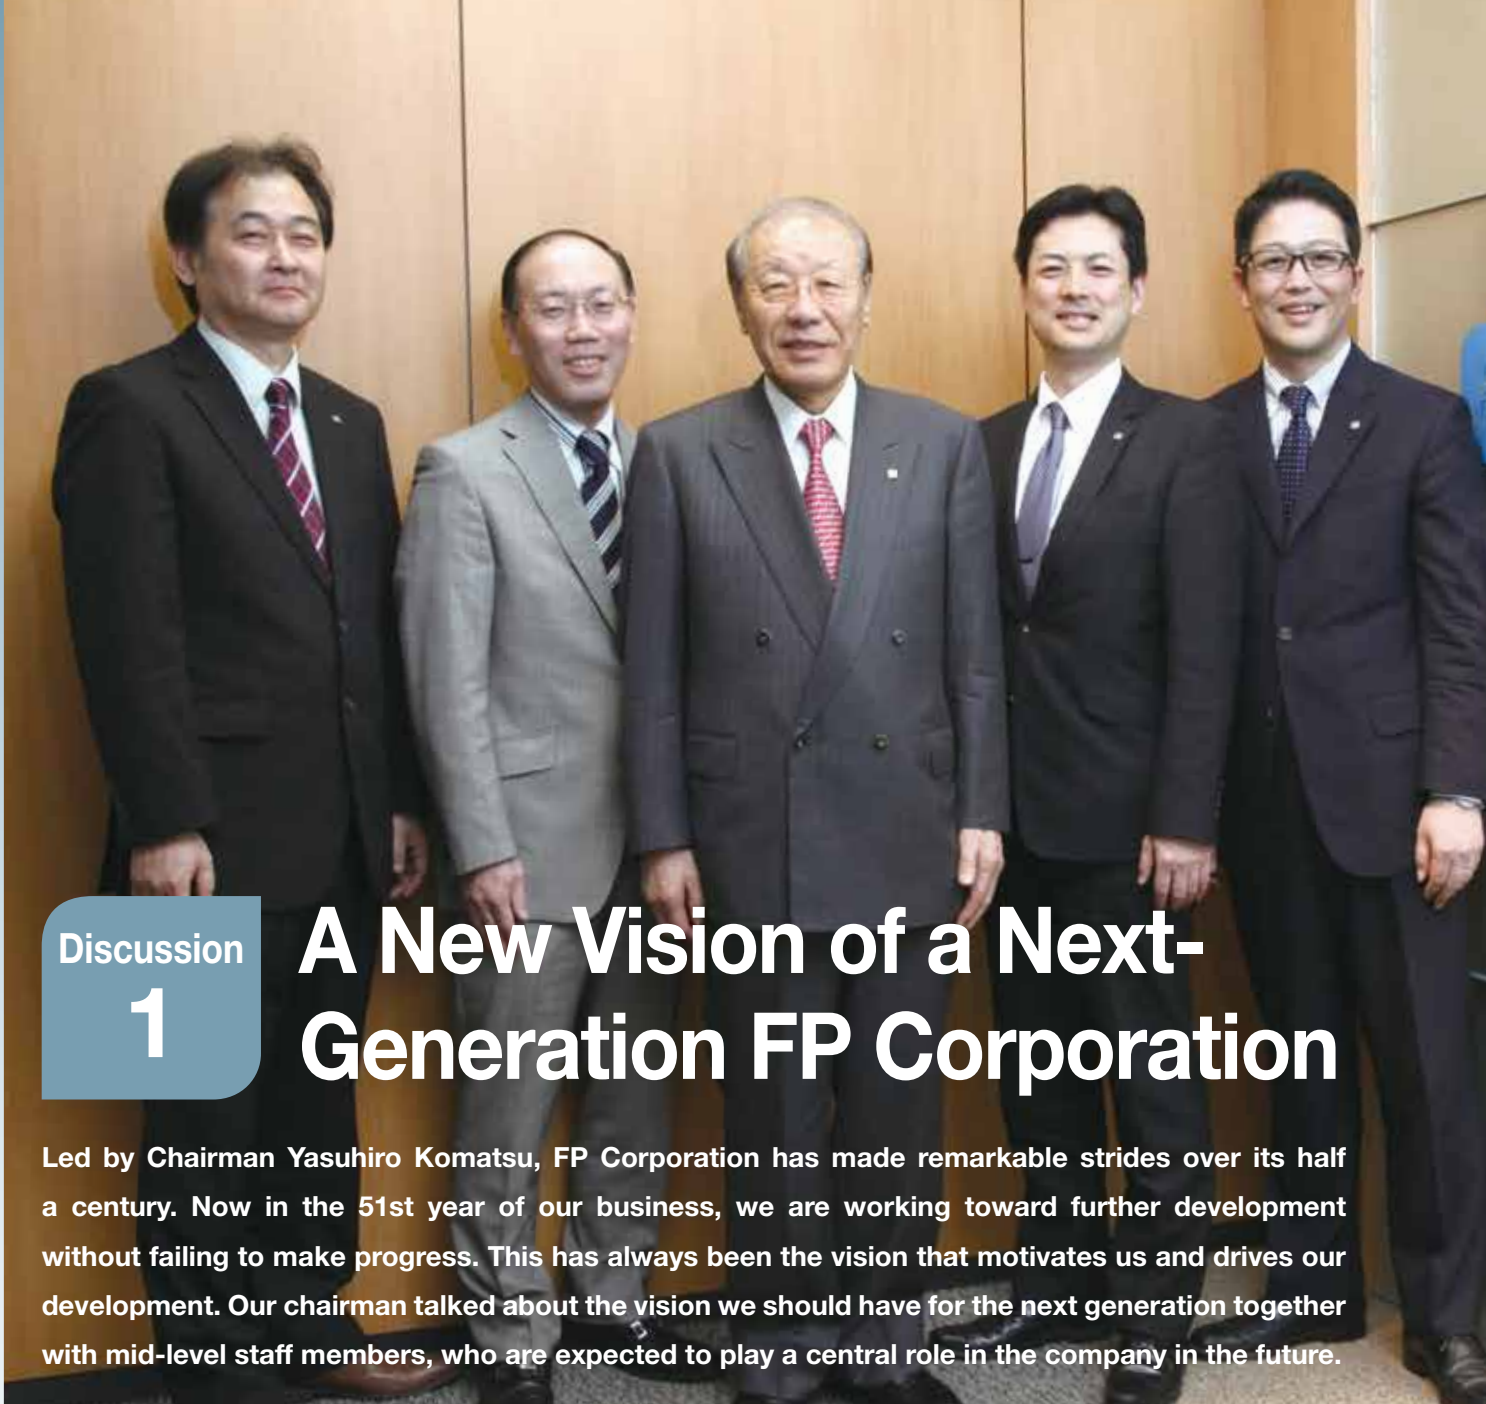 Discussion
1
A New Vision of a Next-
Generation FP Corporation
Led by Chairman Yasuhiro Komatsu, FP Corporation has made remarkable strides over its half
a century. Now in the 51st year of our business, we are working toward further development
without failing to make progress. This has always been the vision that motivates us and drives our
development. Our chairman talked about the vision we should have for the next generation together
with mid-level staff members, who are expected to play a central role in the company in the future.